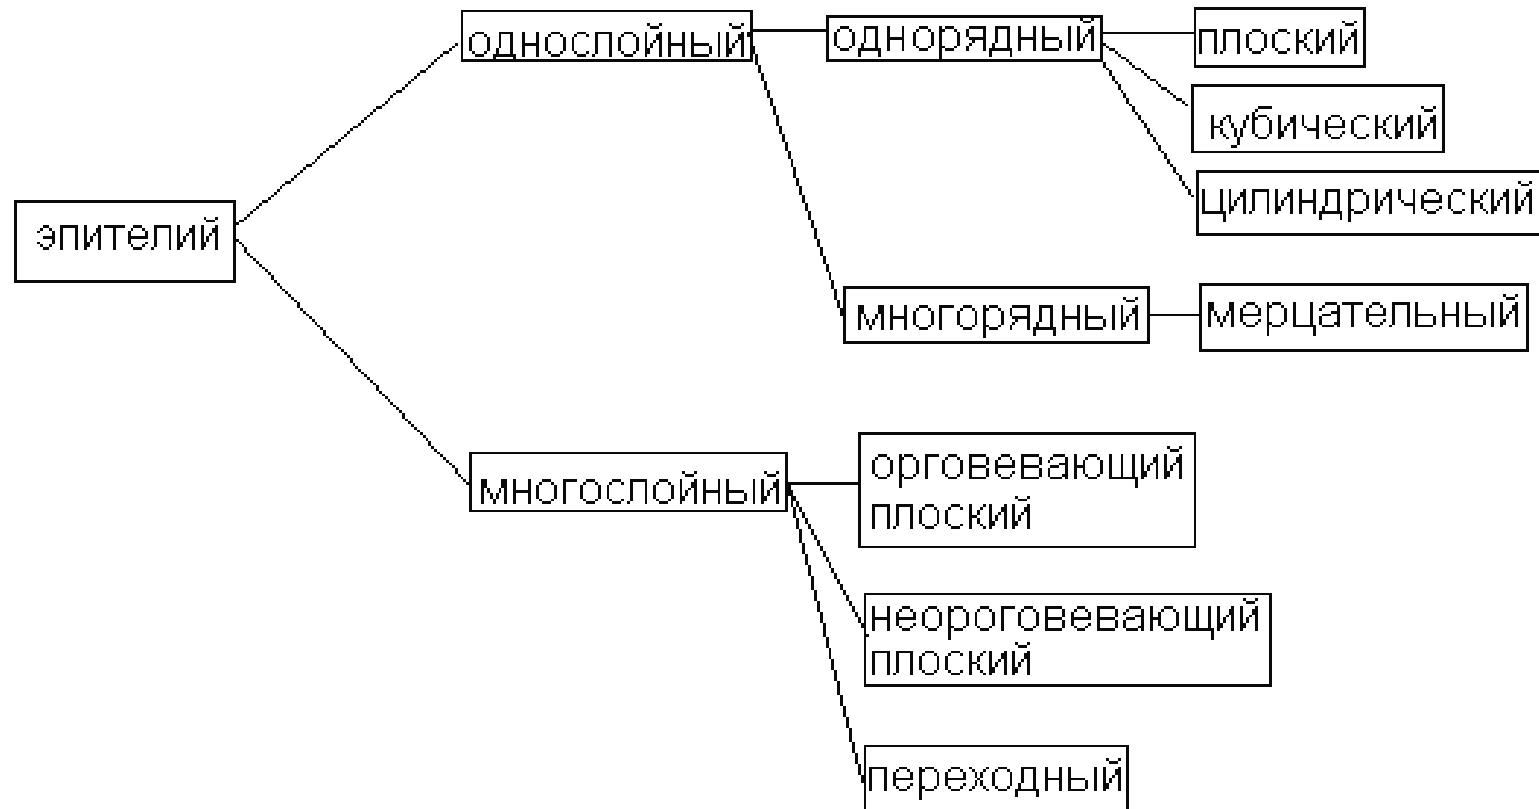 эпителий
однослойный
однорядный
плоский
кубический
цилиндрический
многорядный
мерцательный
многослойный
орговевающий
плоский
неороговевающий
плоский
переходный